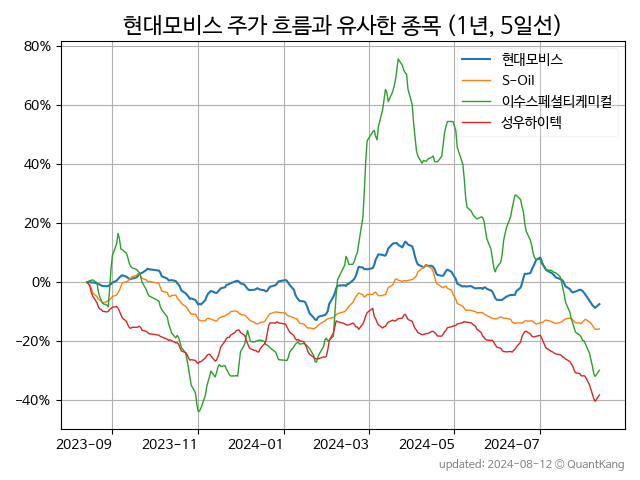 현대모비스 주가 흐름과 유사한 종목 (1년, 5일선)
80%
60%
40%
20%
0%
−20%
−40%
현대모비스
S-Oil
이수스페셜티케미컬
성우하이텍
2023-09 2023-11 2024-01 2024-03 2024-05 2024-07
updated: 2024-08-12 ⓒ QuantKang